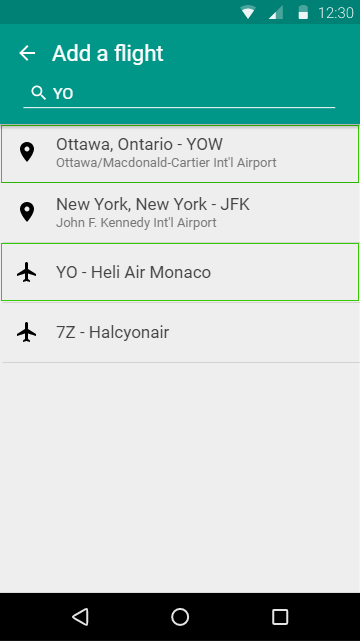 12:30
Add a flight
YO
Ottawa, Ontario - YOW
Ottawa/Macdonald-Cartier Int'l Airport
New York, New York - JFK
John F. Kennedy Int'l Airport
YO - Heli Air Monaco
7Z - Halcyonair